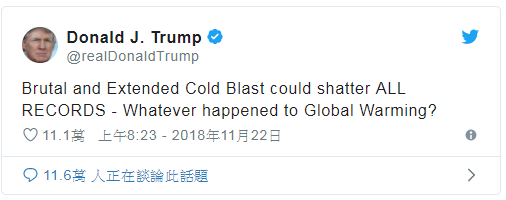 Donald J. Trump
@realDonaldTrump
Brutal and Extended Cold Blast could shatter ALL
RECORDS - Whatever happened to Global Warming?
11.1萬 上午8:23 - 2018年11月22日
11.6萬 人正在談論此話題